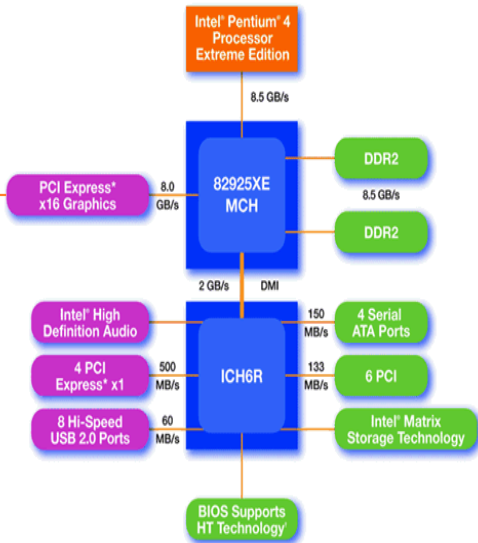 Intel® Pentium® 4
Processor
Extreme Edition
8.5 GB/s
82925XE
MCH
DDR2
8.5 GB/s
DDR2
PCI Express*
x16 Graphics
8.0
GB/s
2 GB/s
DMI
Intel® High
Definition Audio
150
MB/s
4 Serial
ATA Ports
4 PCI
Express* x1
500
MB/s
ICH6R
133
MB/s
6 PCI
8 Hi-Speed
USB 2.0 Ports
60
MB/s
Intel® Matrix
Storage Technology
BIOS Supports
HT Technology¹